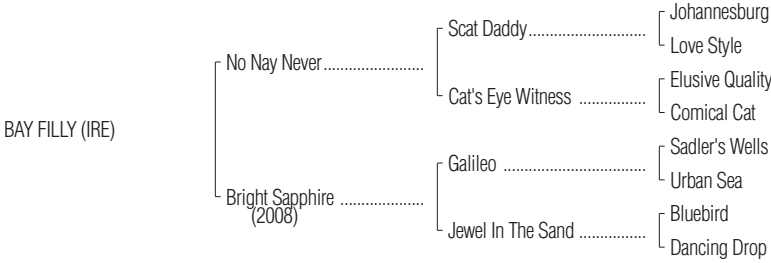 BAY FILLY (IRE)
No Nay Never......................
Bright Sapphire ....................
(2008)
Scat Daddy............................
Cat's Eye Witness ................
Galileo ..................................
Jewel In The Sand ................
Johannesburg
Love Style
Elusive Quality
Comical Cat
Sadler's Wells
Urban Sea
Bluebird
Dancing Drop